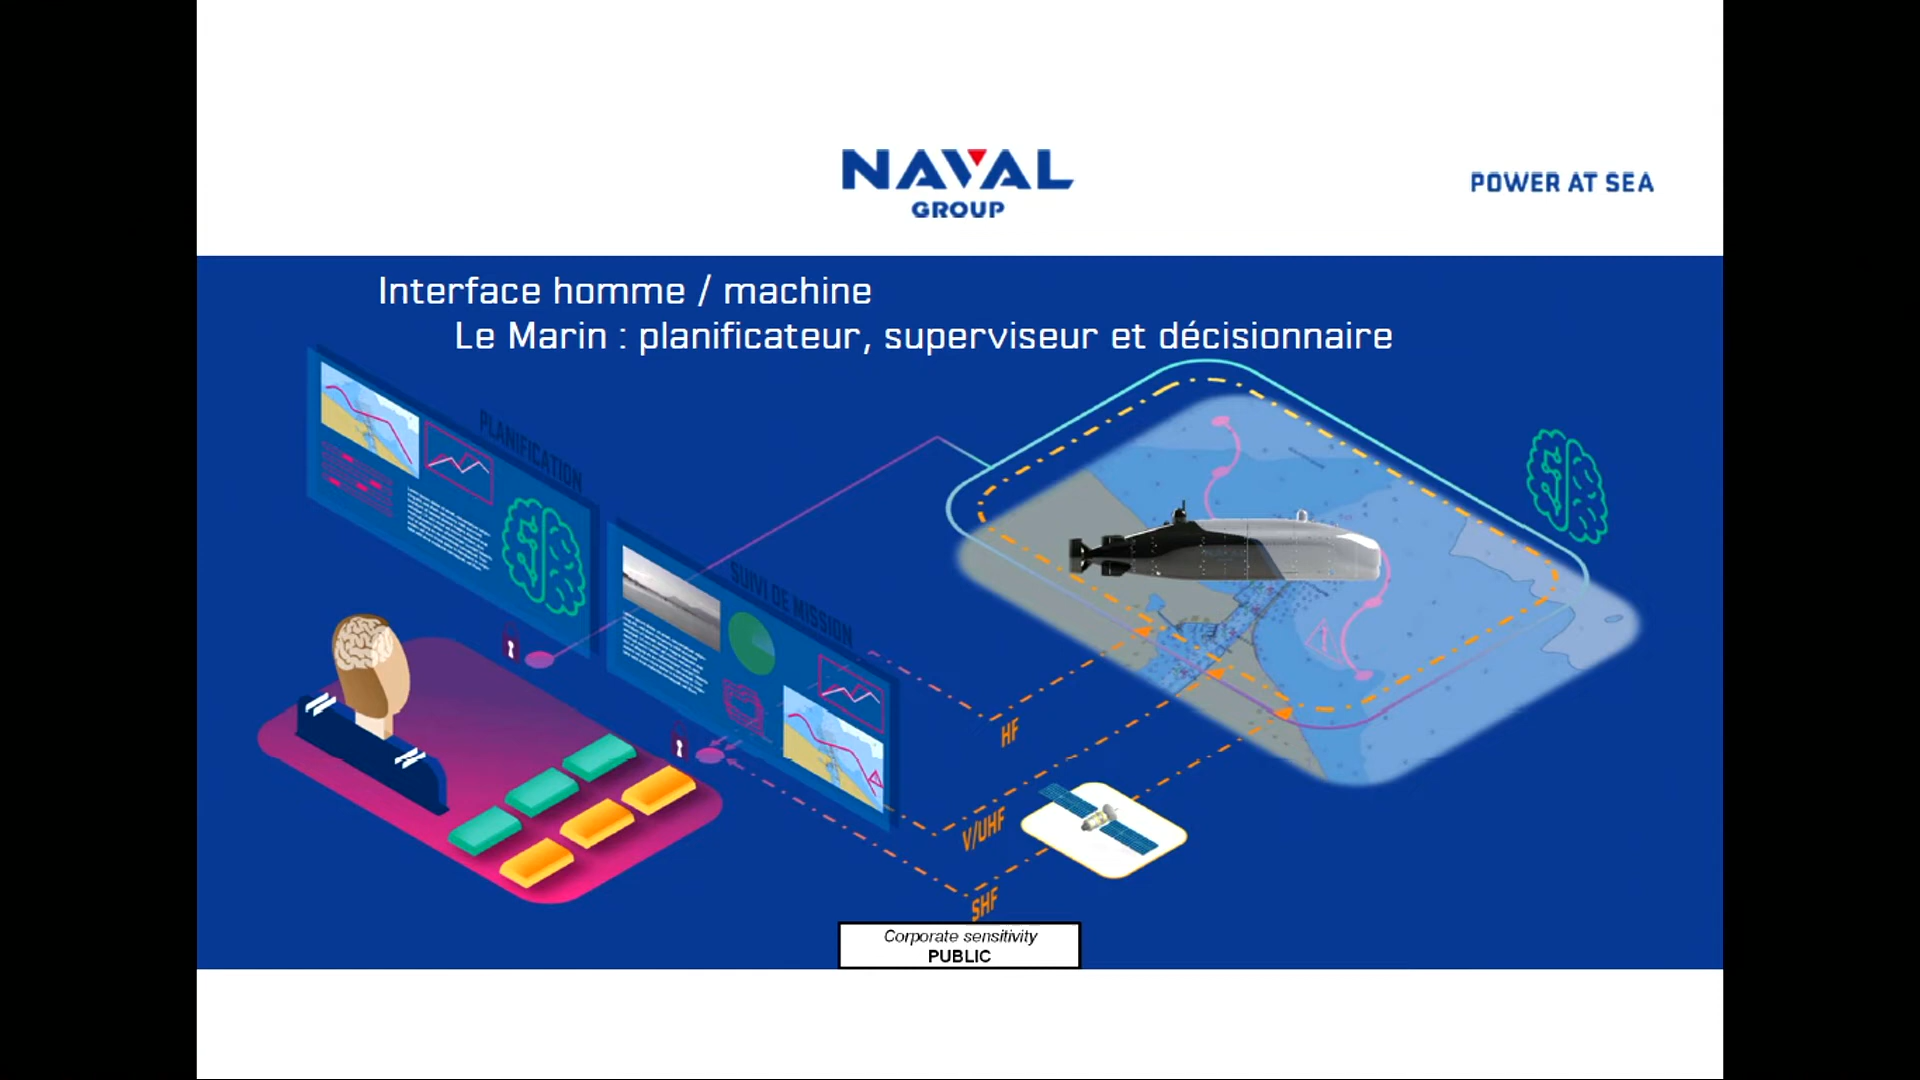 NAVAL
GROUP
POWER AT SEA
Interface homme / machine
Le Marin : planificateur, superviseur et décisionnaire
PLANIFICATION
SUIVI DE MISSION
HF
V/UHF
SHF
Corporate sensitivity
PUBLIC